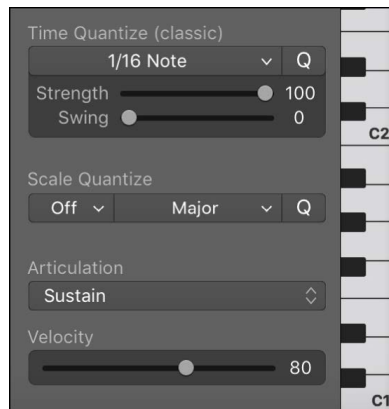 Time Quantize (classic)
1/16 Note Q
Strength 100
Swing 0
C2
Scale Quantize
Off Major Q
Articulation
Sustain
Velocity
80
C1